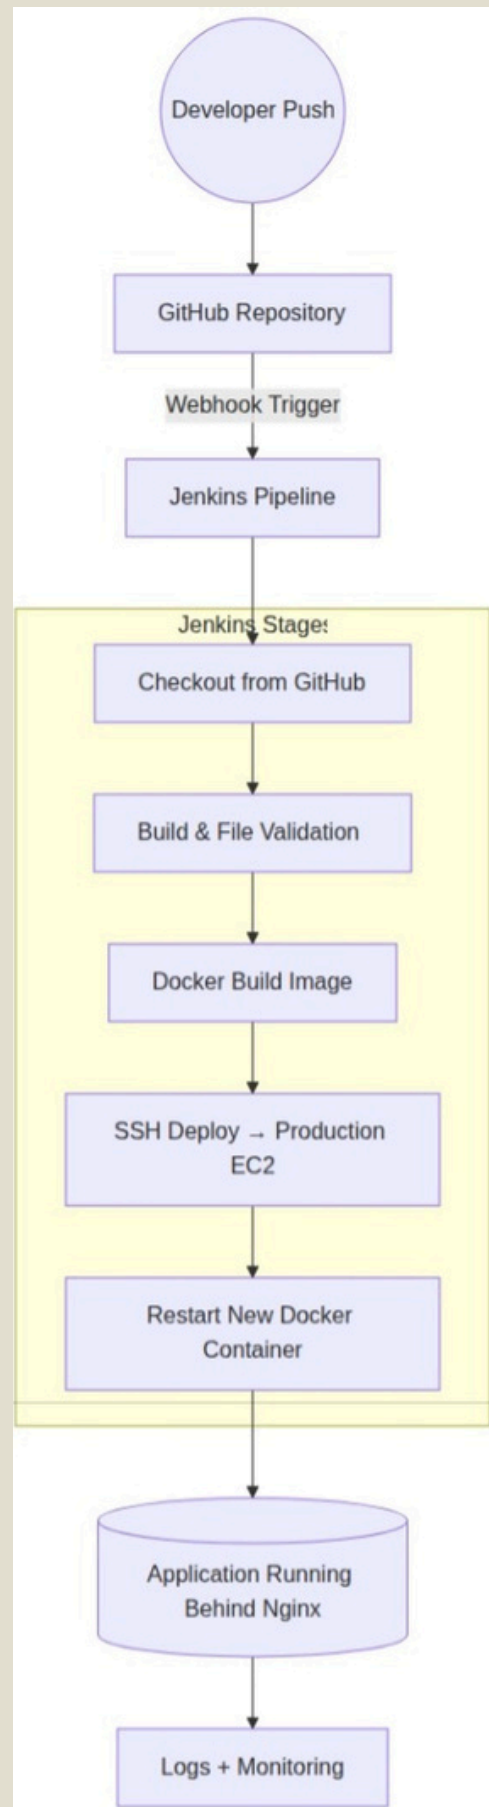 Developer Push
GitHub Repository
Webhook Trigger
Jenkins Pipeline
Jenkins Stages
Checkout from GitHub
Build & File Validation
Docker Build Image
SSH Deploy → Production
EC2
Restart New Docker
Container
Application Running
Behind Nginx
Logs + Monitoring